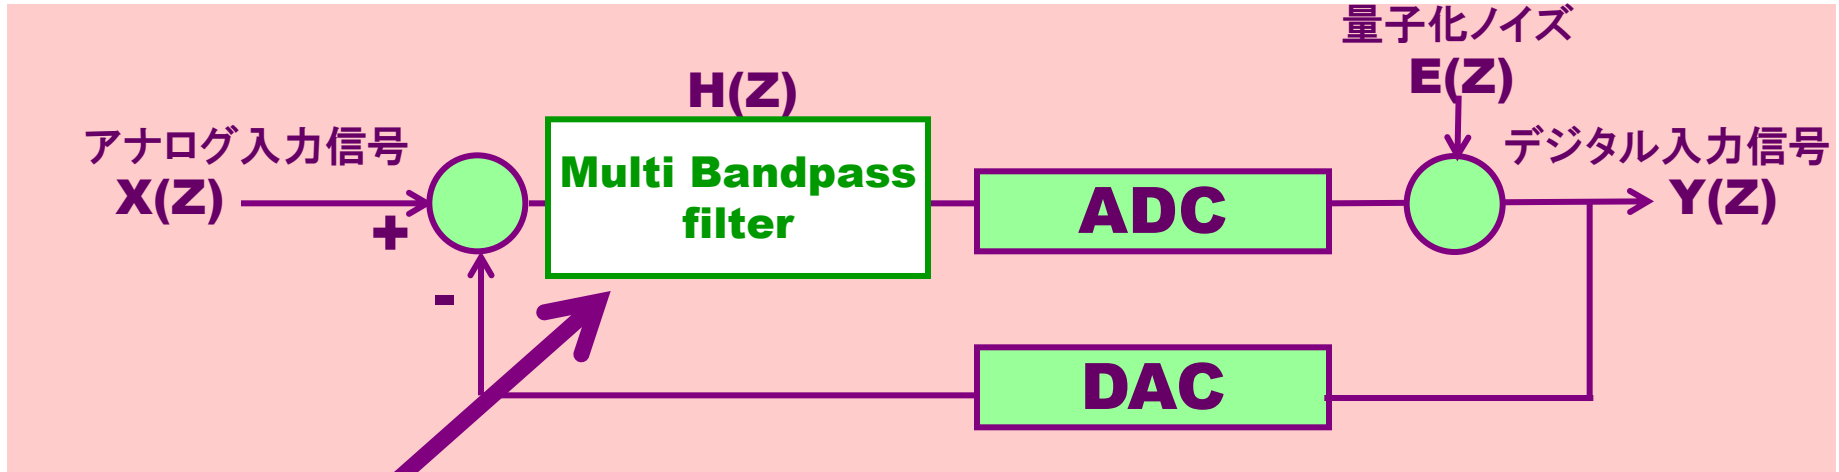 量子化ノイズ
E(Z)
H(Z)
アナログ入力信号
X(Z)
+
-
Multi Bandpass
filter
ADC
デジタル入力信号
Y(Z)
DAC